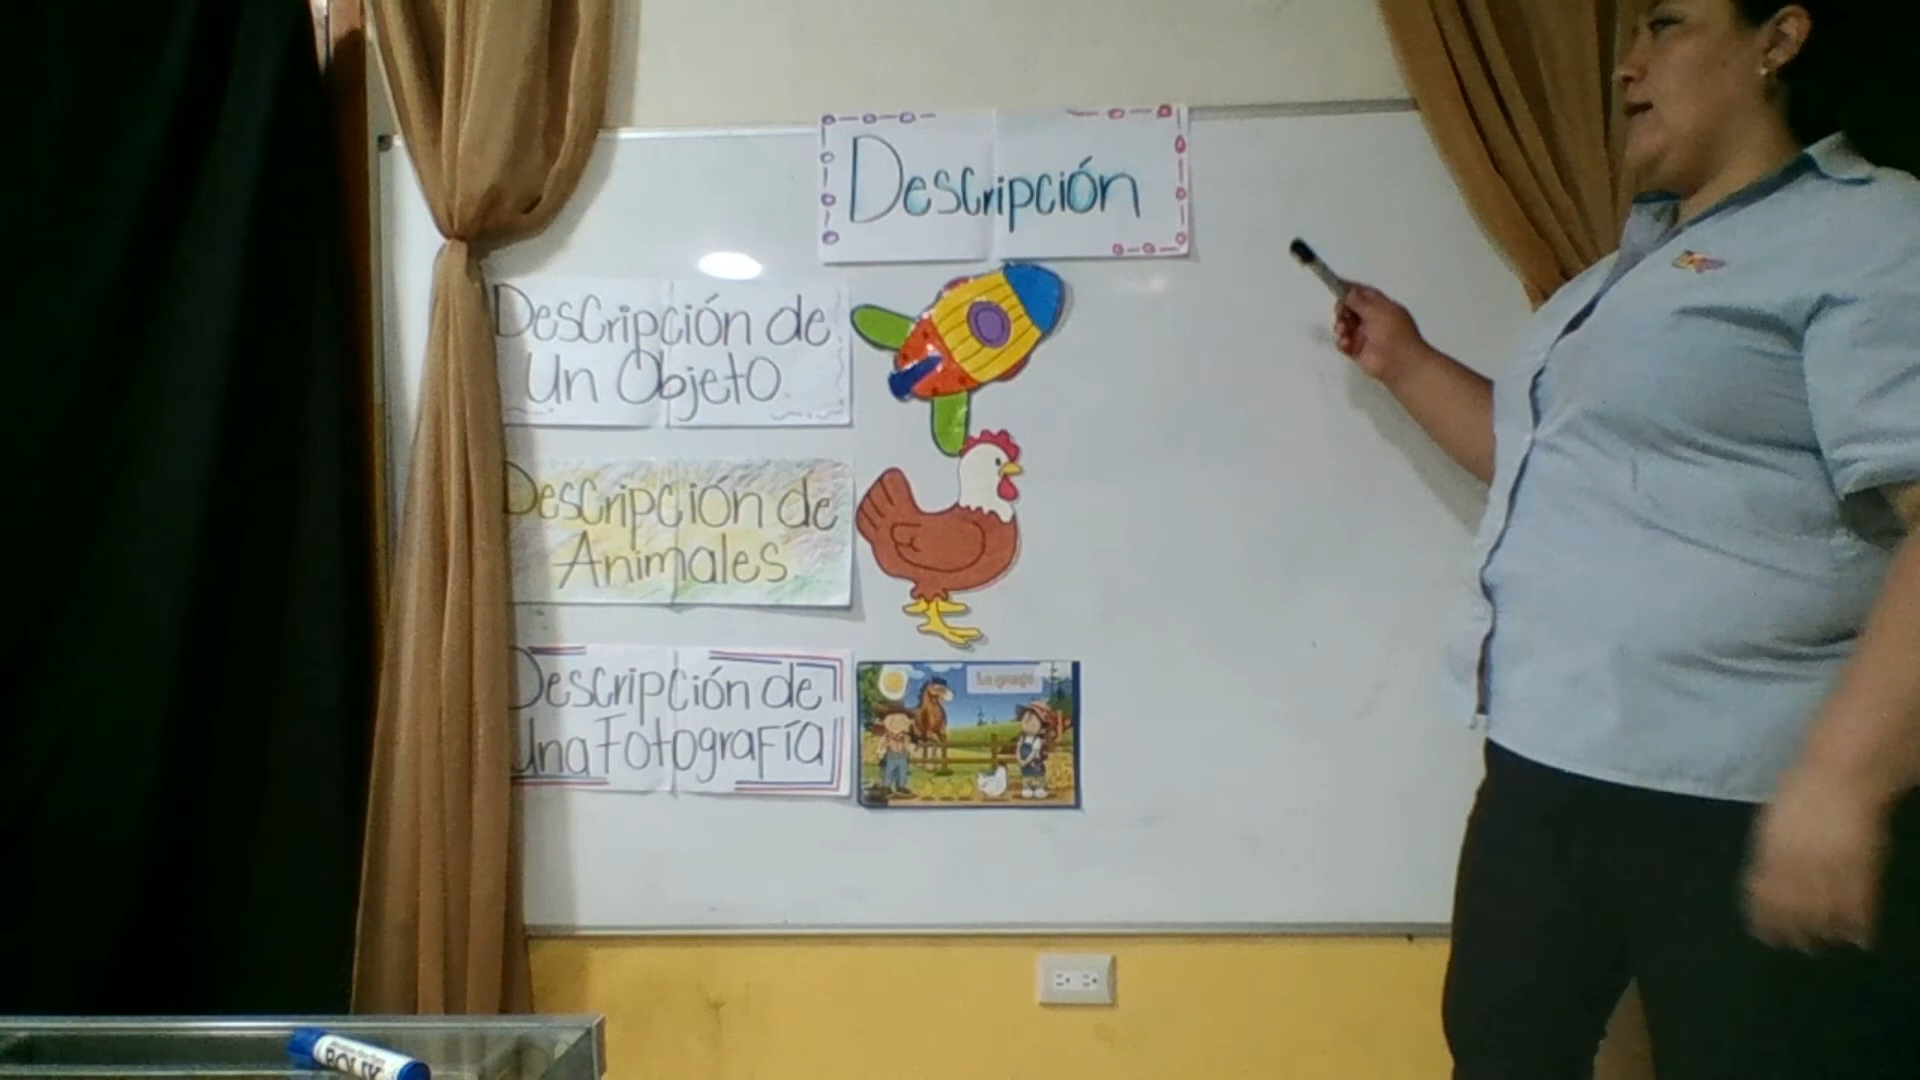 Descripción
Descripción de
Un Objeto.
Descripción de
Animales
Descripción de
Una Fotografía
La granja